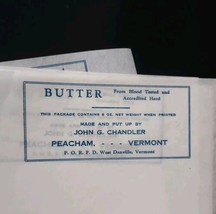 BUTTER From Blood Tested and
Accredited Herd
THIS PACKAGE CONTAINS 8 OZ. NET WEIGHT WHEN PRINTED
MADE AND PUT UP BY
JOHN G. CHANDLER
PEACHAM, - - - VERMONT
P. O. R. F. D. West Danville, Vermont